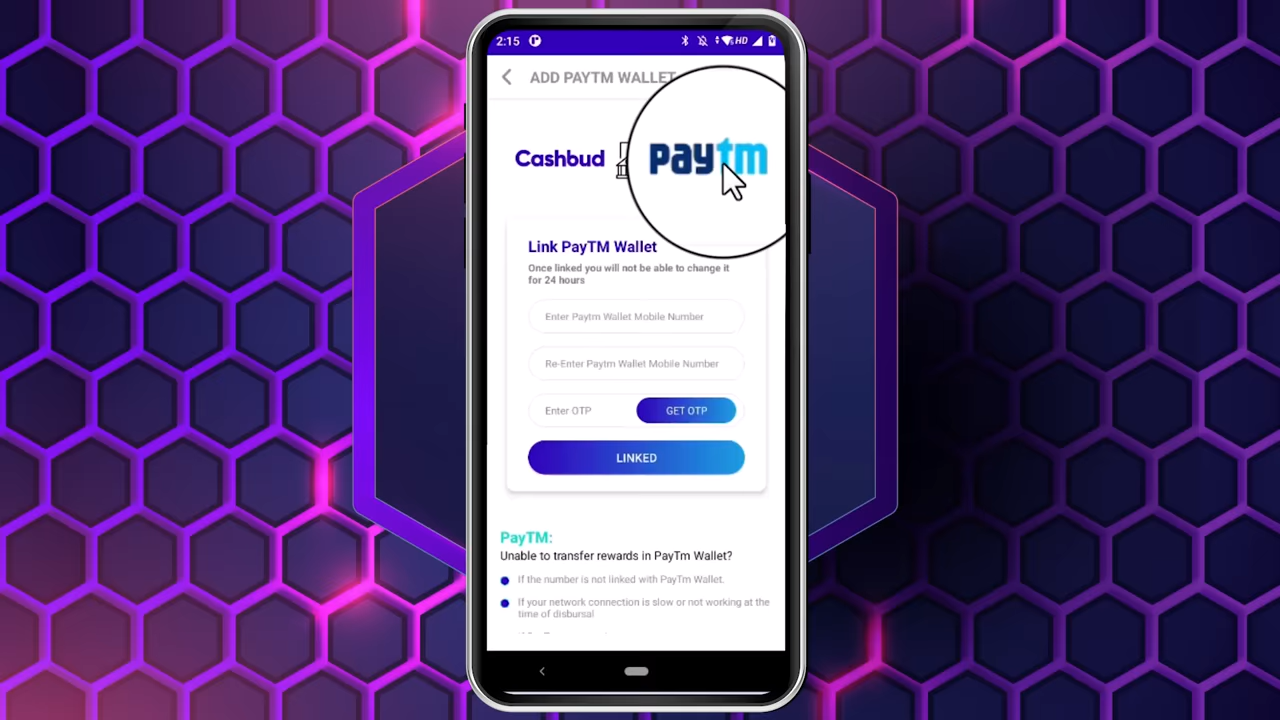 2:15
HD
ADD PAYTM WALLET
Cashbud
paytm
Link PayTM Wallet
Once linked you will not be able to change it
for 24 hours
Enter Paytm Wallet Mobile Number
Re-Enter Paytm Wallet Mobile Number
Enter OTP
GET OTP
LINKED
PayTM:
Unable to transfer rewards in PayTm Wallet?
If the number is not linked with PayTm Wallet.
If your network connection is slow or not working at the
time of disbursal